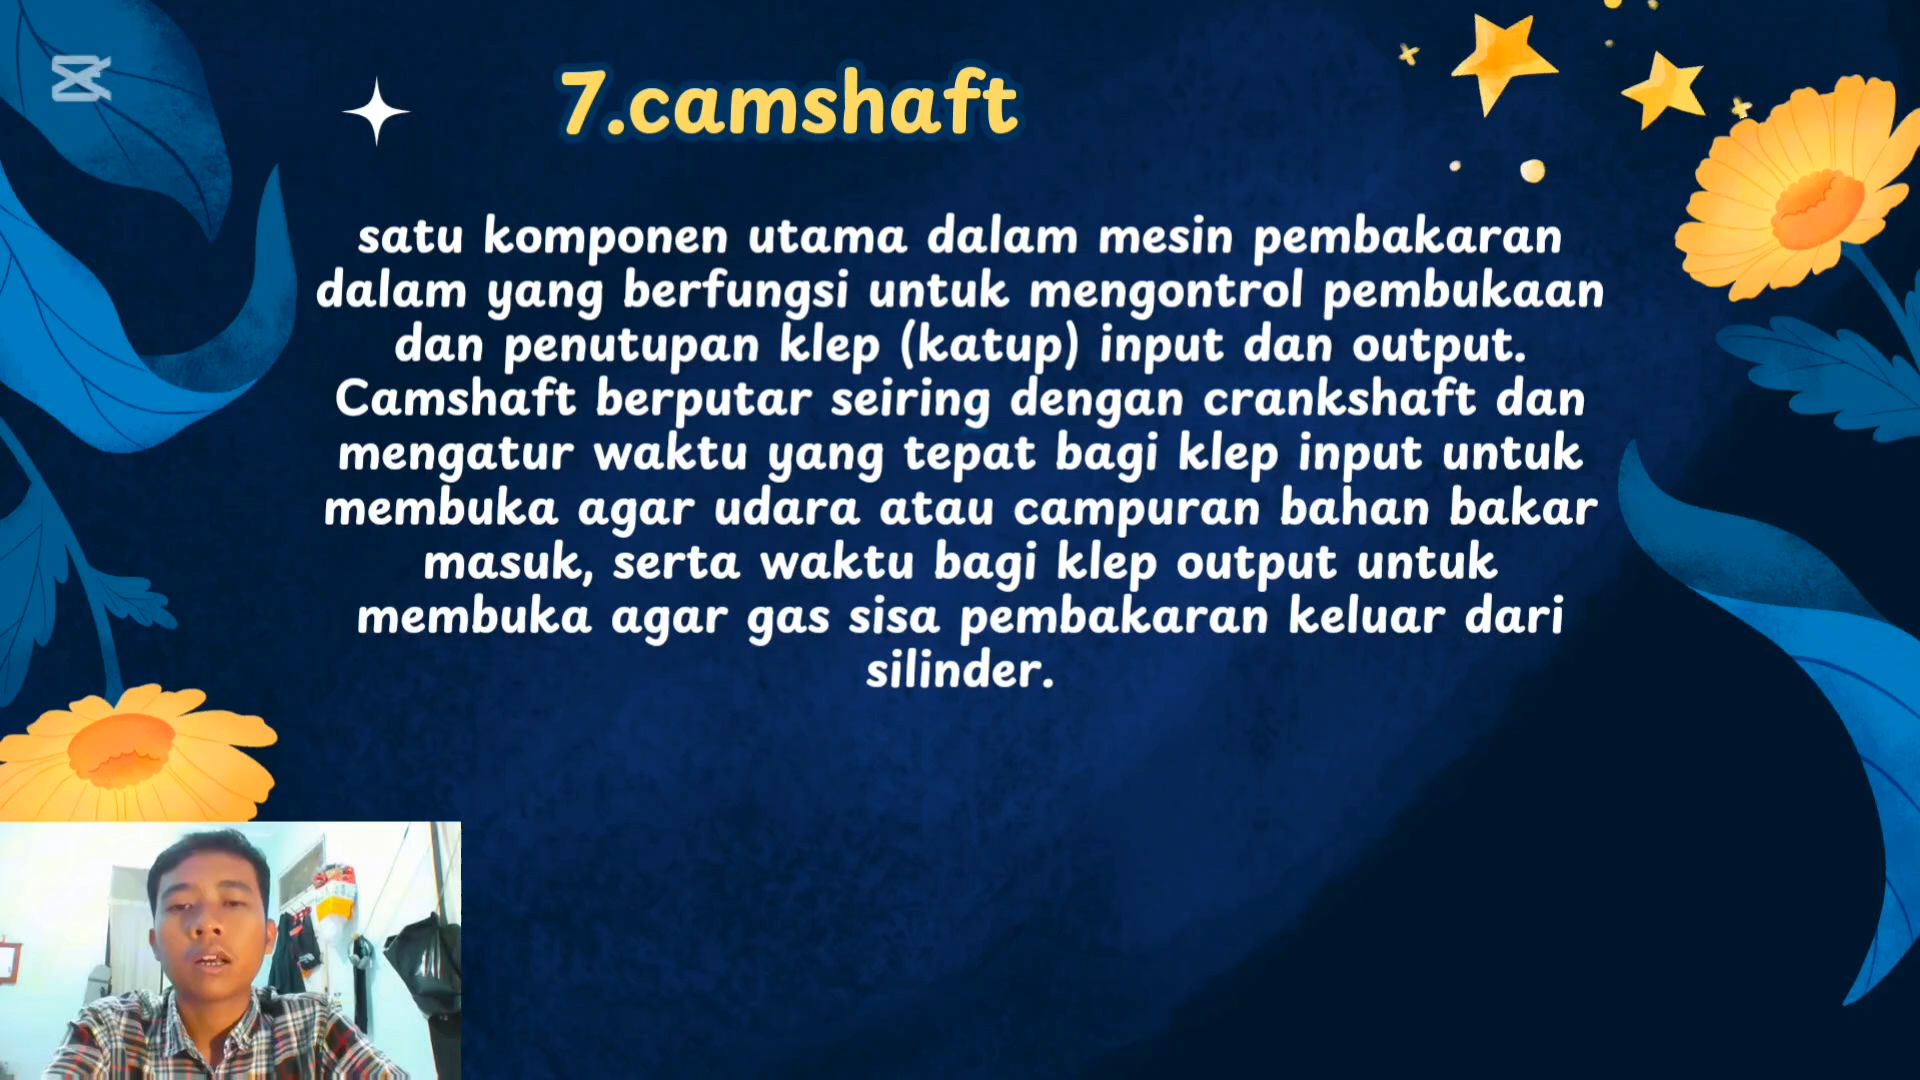 7.camshaft
satu komponen utama dalam mesin pembakaran
dalam yang berfungsi untuk mengontrol pembukaan
dan penutupan klep (katup) input dan output.
Camshaft berputar seiring dengan crankshaft dan
mengatur waktu yang tepat bagi klep input untuk
membuka agar udara atau campuran bahan bakar
masuk, serta waktu bagi klep output untuk
membuka agar gas sisa pembakaran keluar dari
silinder.